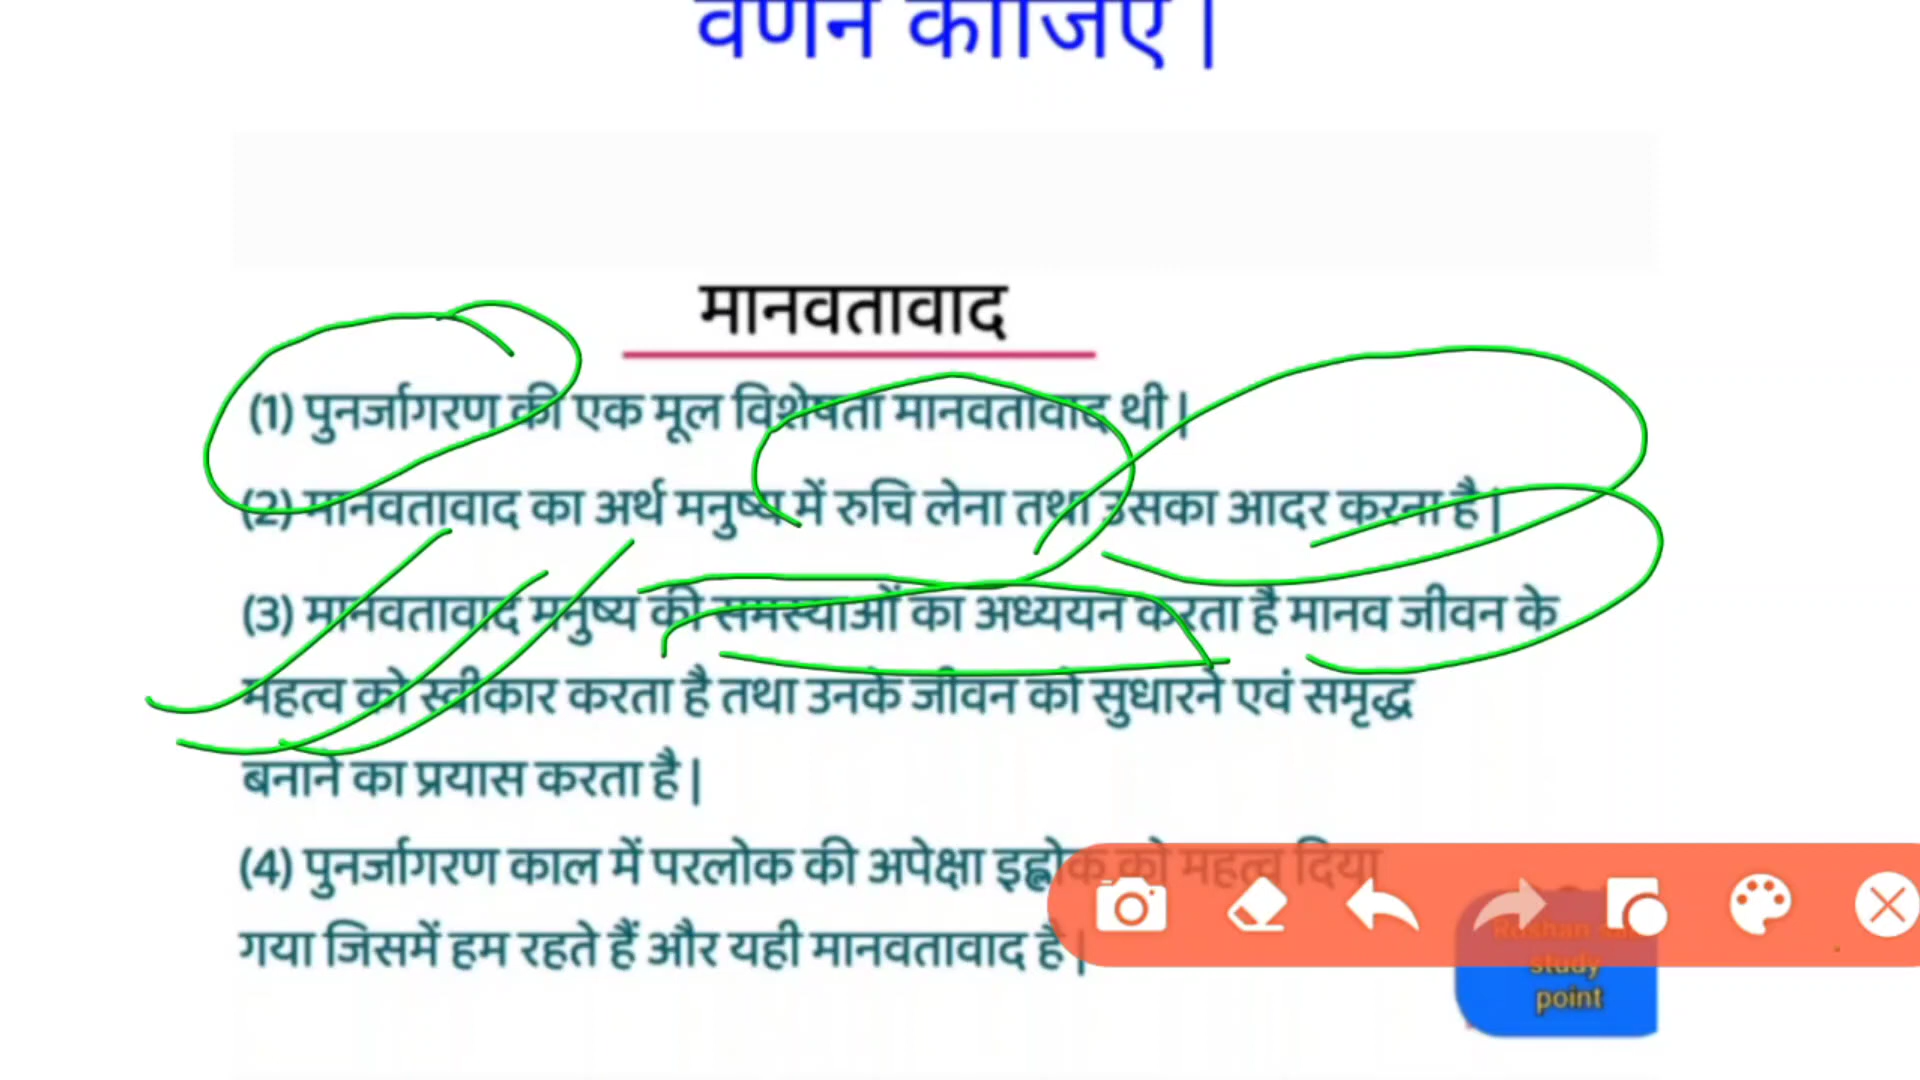 वर्णन कीजिए |
मानवतावाद
(1) पुनर्जागरण की एक मूल विशेषता मानवतावाद थी |
(2) मानवतावाद का अर्थ मनुष्य में रुचि लेना तथा उसका आदर करना है |
(3) मानवतावाद मनुष्य की समस्याओं का अध्ययन करता है मानव जीवन के
महत्व को स्वीकार करता है तथा उनके जीवन को सुधारने एवं समृद्ध
बनाने का प्रयास करता है |
(4) पुनर्जागरण काल में परलोक की अपेक्षा इह्लोक को महत्व दिया
गया जिसमें हम रहते हैं और यही मानवतावाद है |
study
point